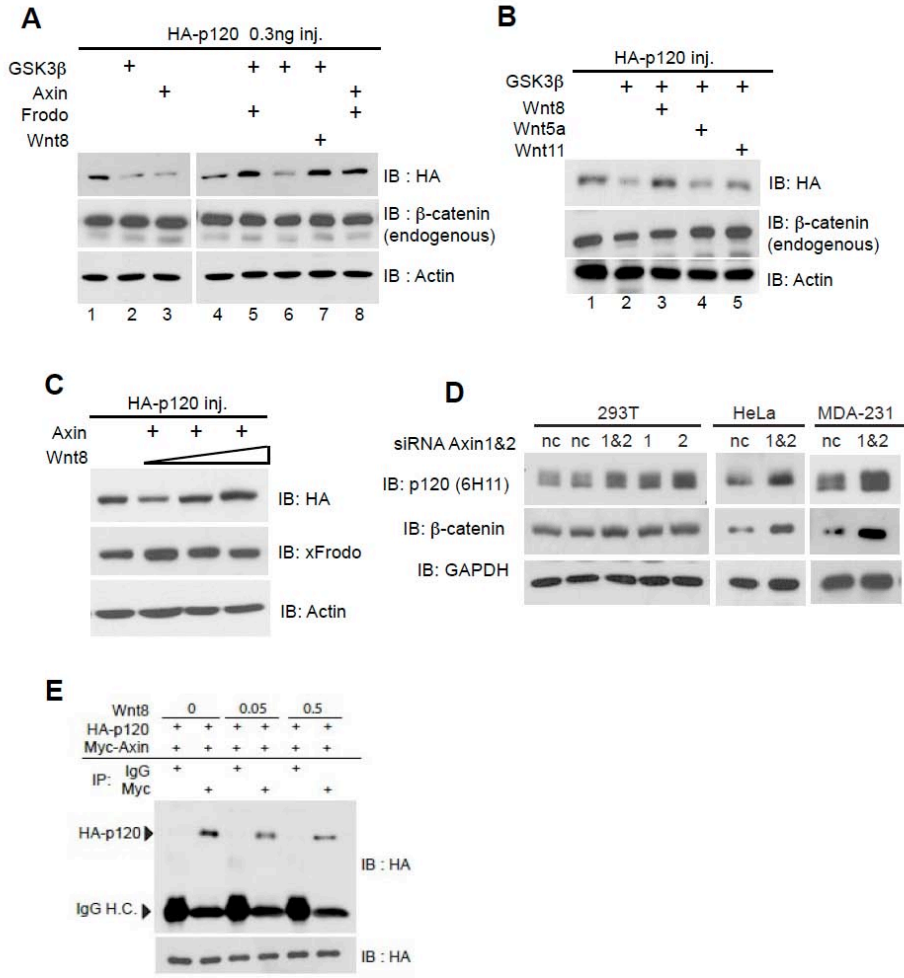 A
HA-p120 0.3ng inj.
GSK3β + + + +
Axin + +
Frodo + +
Wnt8 +
IB : HA
IB : β-catenin
(endogenous)
IB : Actin
1 2 3 4 5 6 7 8
B
HA-p120 inj.
GSK3β + + + +
Wnt8 +
Wnt5a +
Wnt11 +
IB: HA
IB: β-catenin
(endogenous)
IB: Actin
1 2 3 4 5
C
HA-p120 inj.
Axin + + +
Wnt8
IB: HA
IB: xFrodo
IB: Actin
D
293T HeLa MDA-231
siRNA Axin1&2 nc nc 1&2 1 2 nc 1&2 nc 1&2
IB: p120 (6H11)
IB: β-catenin
IB: GAPDH
E
Wnt8 0 0.05 0.5
HA-p120 + + + + + +
Myc-Axin + + + + + +
IP: IgG + + +
Myc + + +
HA-p120
IB : HA
IgG H.C.
IB : HA